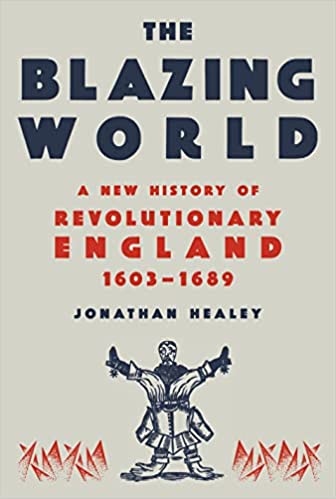 THE
BLAZING
WORLD
A NEW HISTORY OF
REVOLUTIONARY
ENGLAND
1603–1689
JONATHAN HEALEY